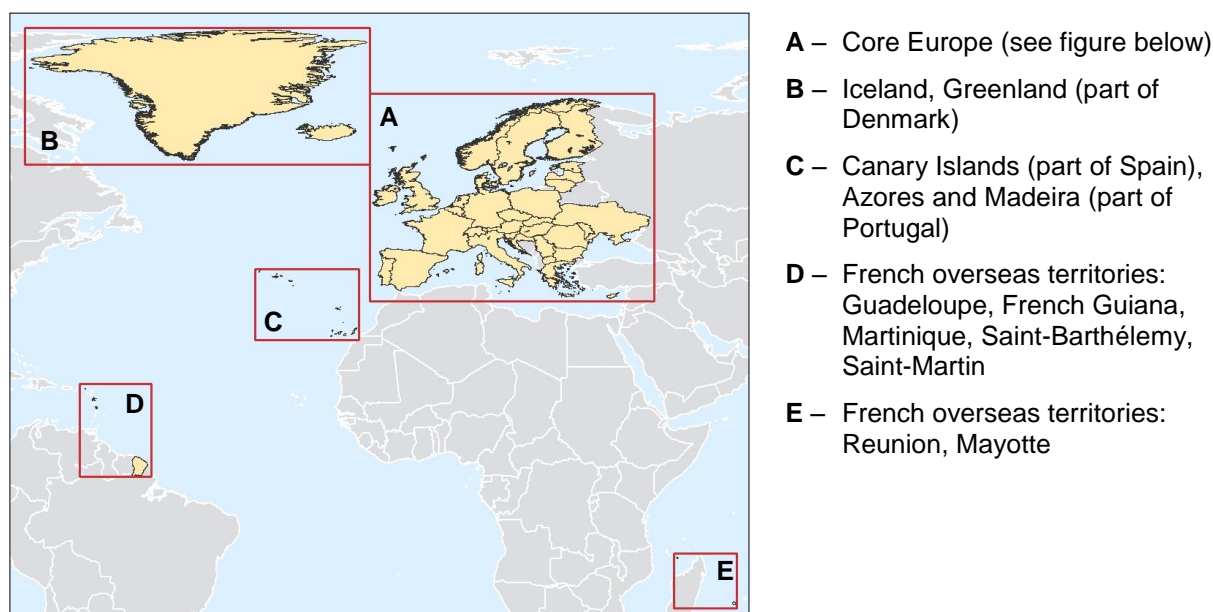 A – Core Europe (see figure below)
B – Iceland, Greenland (part of
Denmark)
C – Canary Islands (part of Spain),
Azores and Madeira (part of
Portugal)
D – French overseas territories:
Guadeloupe, French Guiana,
Martinique, Saint-Barthélemy,
Saint-Martin
E – French overseas territories:
Reunion, Mayotte
A
B
C
D
E